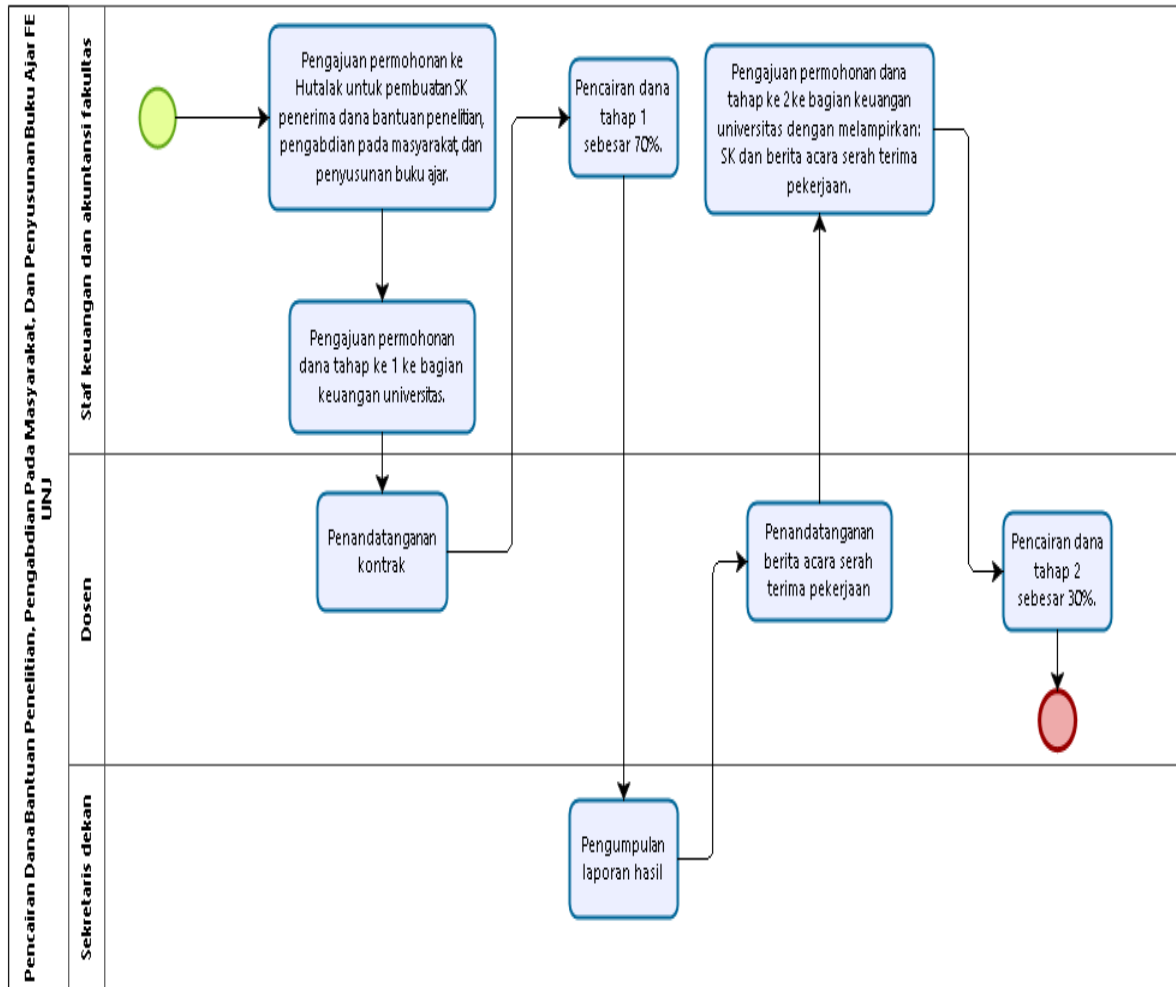 Pencairan Dana Bantuan Penelitian, Pengabdian Pada Masyarakat, Dan Penyusunan Buku Ajar FE
UNJ
Staf keuangan dan akuntansi fakultas
Pengajuan permohonan ke
Hutalak untuk pembuatan SK
penerima dana bantuan penelitian,
pengabdian pada masyarakat, dan
penyusunan buku ajar.
Pencairan dana
tahap 1
sebesar 70%.
Pengajuan permohonan dana
tahap ke 2 ke bagian keuangan
universitas dengan melampirkan:
SK dan berita acara serah terima
pekerjaan.
Pengajuan permohonan
dana tahap ke 1 ke bagian
keuangan universitas.
Dosen
Penandatanganan
kontrak
Penandatanganan
berita acara serah
terima pekerjaan
Pencairan dana
tahap 2
sebesar 30%.
Sekretaris dekan
Pengumpulan
laporan hasil